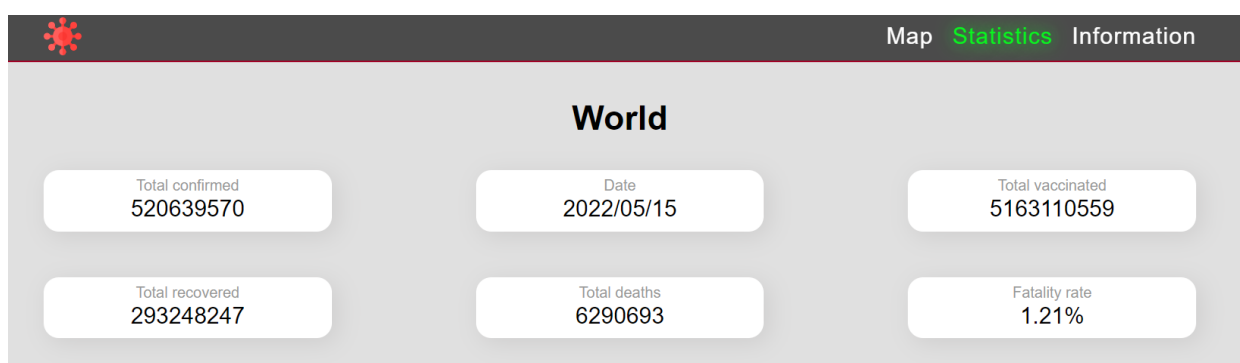 Map Statistics Information
World
Total confirmed
520639570
Date
2022/05/15
Total vaccinated
5163110559
Total recovered
293248247
Total deaths
6290693
Fatality rate
1.21%